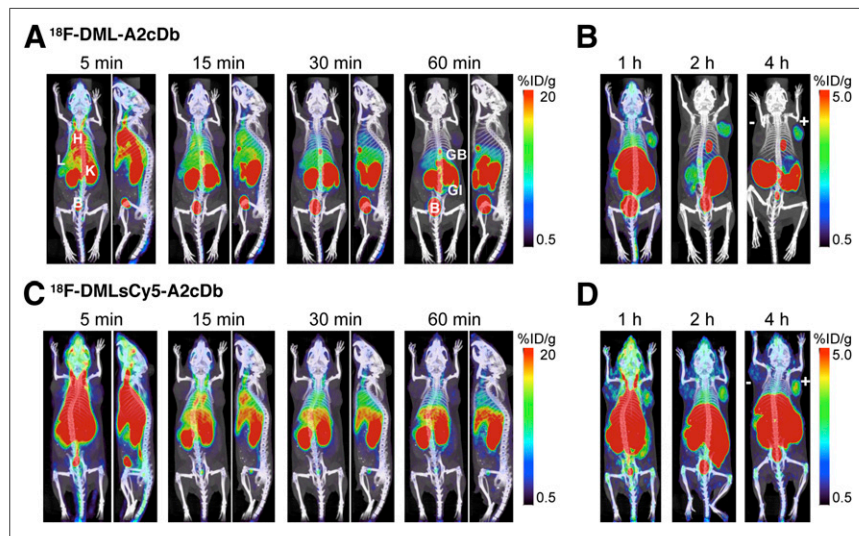 A 18F-DML-A2cDb
5 min 15 min 30 min 60 min
%ID/g
20
H
L
K
B
GB
GI
B
0.5
B
1 h 2 h 4 h
%ID/g
5.0
- +
0.5
C 18F-DMLsCy5-A2cDb
5 min 15 min 30 min 60 min
%ID/g
20
0.5
D
1 h 2 h 4 h
%ID/g
5.0
- +
0.5